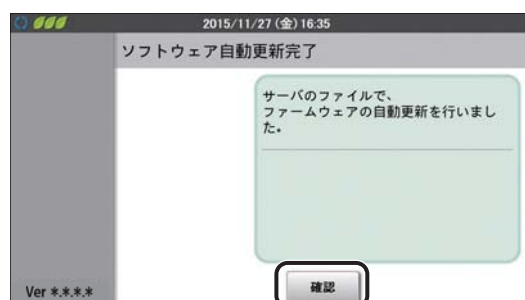 2015/11/27 (金) 16:35
ソフトウェア自動更新完了
サーバのファイルで、
ファームウェアの自動更新を行いまし
た。
確認
Ver *.*.*.*